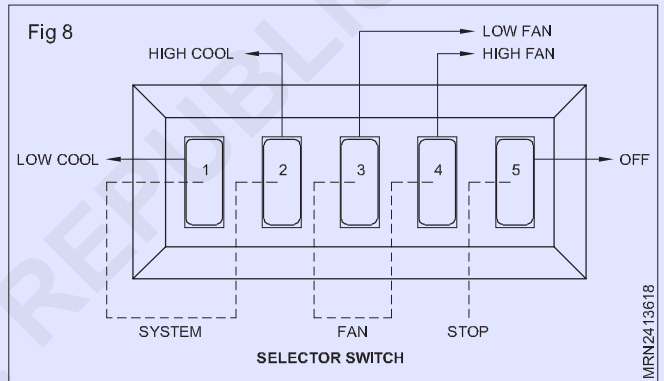 Fig 8
LOW FAN
HIGH COOL
HIGH FAN
LOW COOL
1
2
3
4
5
OFF
SYSTEM
FAN
STOP
SELECTOR SWITCH
MRN2413618
REPUBLIC